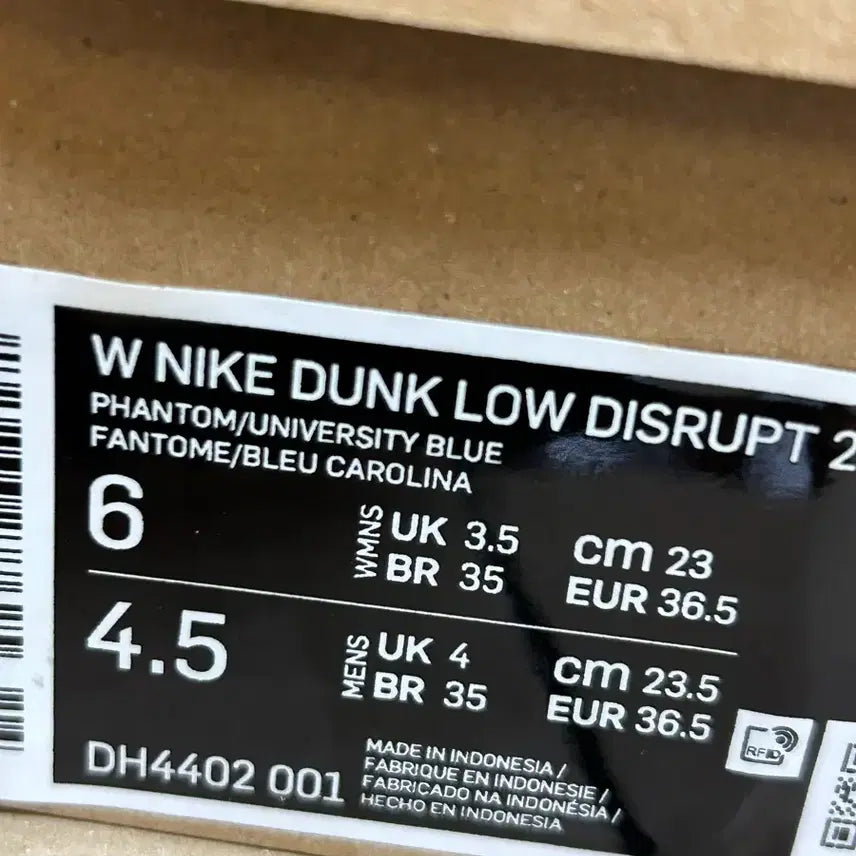 W NIKE DUNK LOW DISRUPT 2
PHANTOM/UNIVERSITY BLUE
FANTOME/BLEU CAROLINA
6
WMNS
UK 3.5
BR 35
cm 23
EUR 36.5
4.5
MENS
UK 4
BR 35
cm 23.5
EUR 36.5
DH4402 001
MADE IN INDONESIA /
FABRIQUE EN INDONESIE /
FABRICADO NA INDONÉSIA /
HECHO EN INDONESIA
RFID